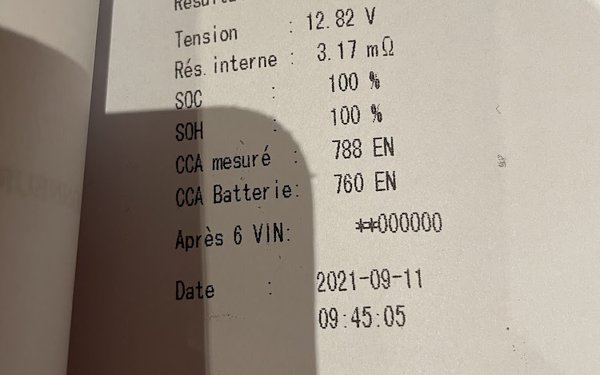 Tension : 12.82 V
Rés. interne : 3.17 mΩ
SOC : 100 %
SOH : 100 %
CCA mesuré : 788 EN
CCA Batterie: 760 EN
Après 6 VIN: **000000
Date : 2021-09-11
09:45:05